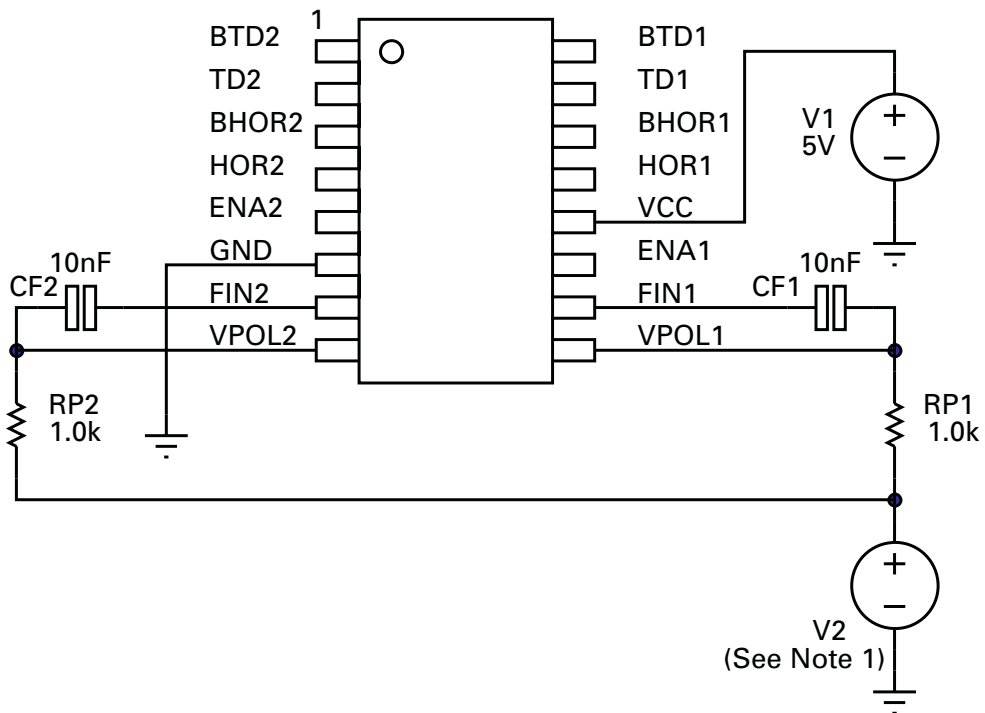 1
BTD2
BTD1
TD2
TD1
BHOR2
BHOR1
V1
5V
HOR2
HOR1
ENA2
VCC
GND
ENA1
10nF
10nF
CF2
FIN2
FIN1
CF1
VPOL2
VPOL1
RP2
1.0k
RP1
1.0k
V2
(See Note 1)